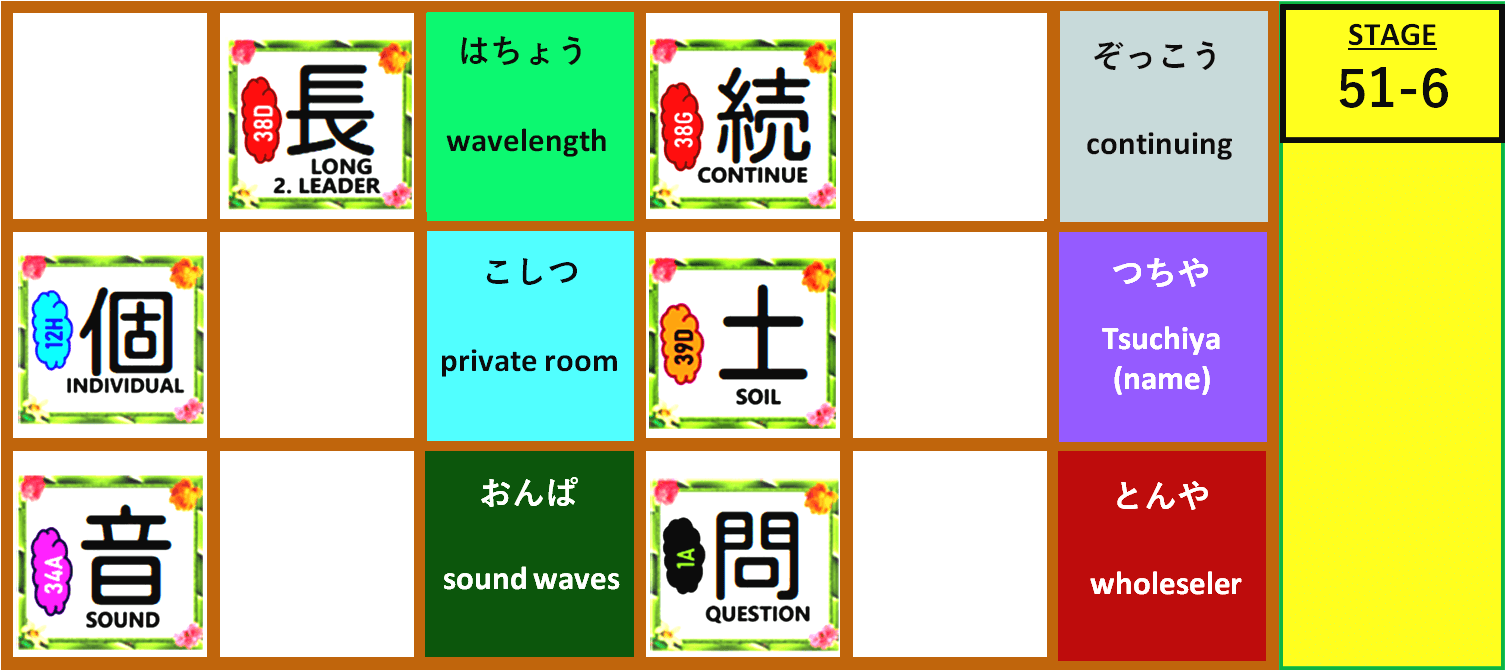 38D
長
LONG
2. LEADER
はちょう
wavelength
38G
続
CONTINUE
ぞっこう
continuing
STAGE
51-6
12H
個
INDIVIDUAL
こしつ
private room
39D
土
SOIL
つちや
Tsuchiya
(name)
34A
音
SOUND
おんぱ
sound waves
1A
問
QUESTION
とんや
wholeseler